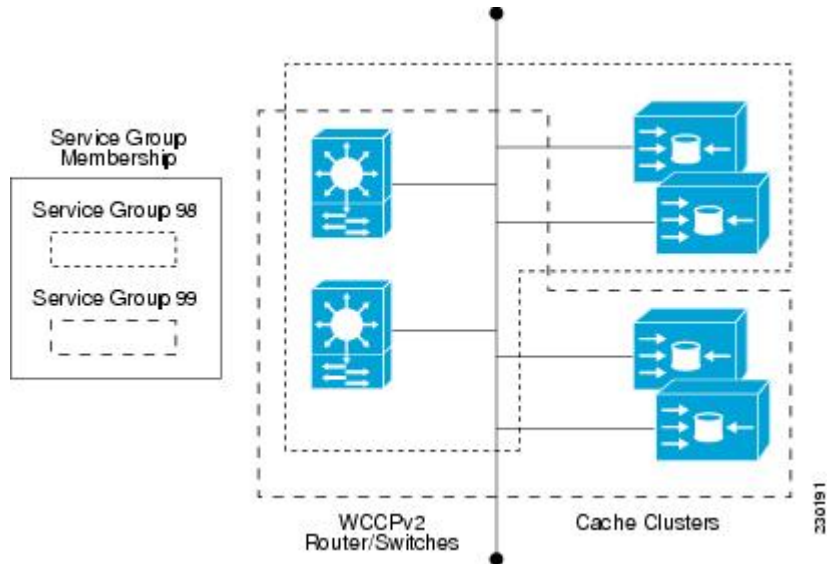 Service Group
Membership
Service Group 98
Service Group 99
WCCPv2
Router/Switches
Cache Clusters
230191